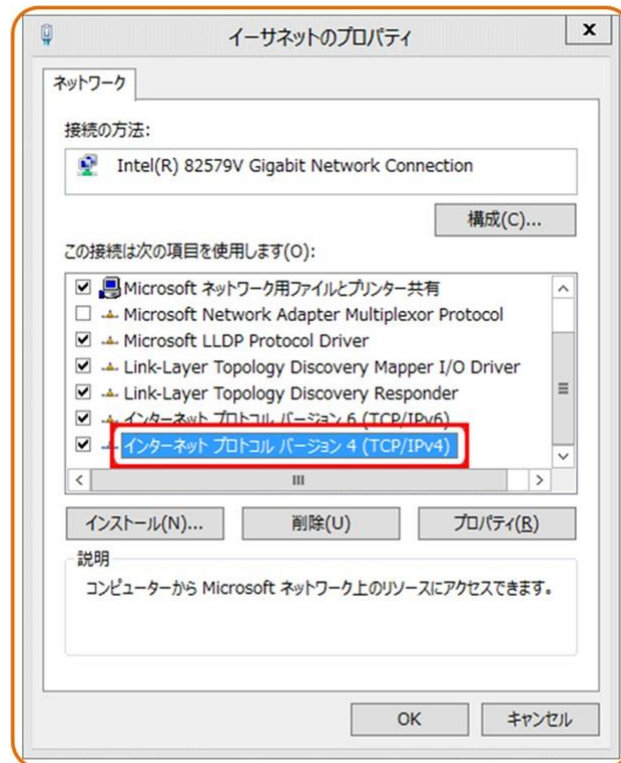 イーサネットのプロパティ
x
ネットワーク
接続の方法:
Intel(R) 82579V Gigabit Network Connection
構成(C)...
この接続は次の項目を使用します(O):
Microsoft ネットワーク用ファイルとプリンター共有
Microsoft Network Adapter Multiplexor Protocol
Microsoft LLDP Protocol Driver
Link-Layer Topology Discovery Mapper I/O Driver
Link-Layer Topology Discovery Responder
インターネット プロトコル バージョン 6 (TCP/IPv6)
インターネット プロトコル バージョン 4 (TCP/IPv4)
インストール(N)... 削除(U) プロパティ(R)
説明
コンピューターから Microsoft ネットワーク上のリソースにアクセスできます。
OK キャンセル